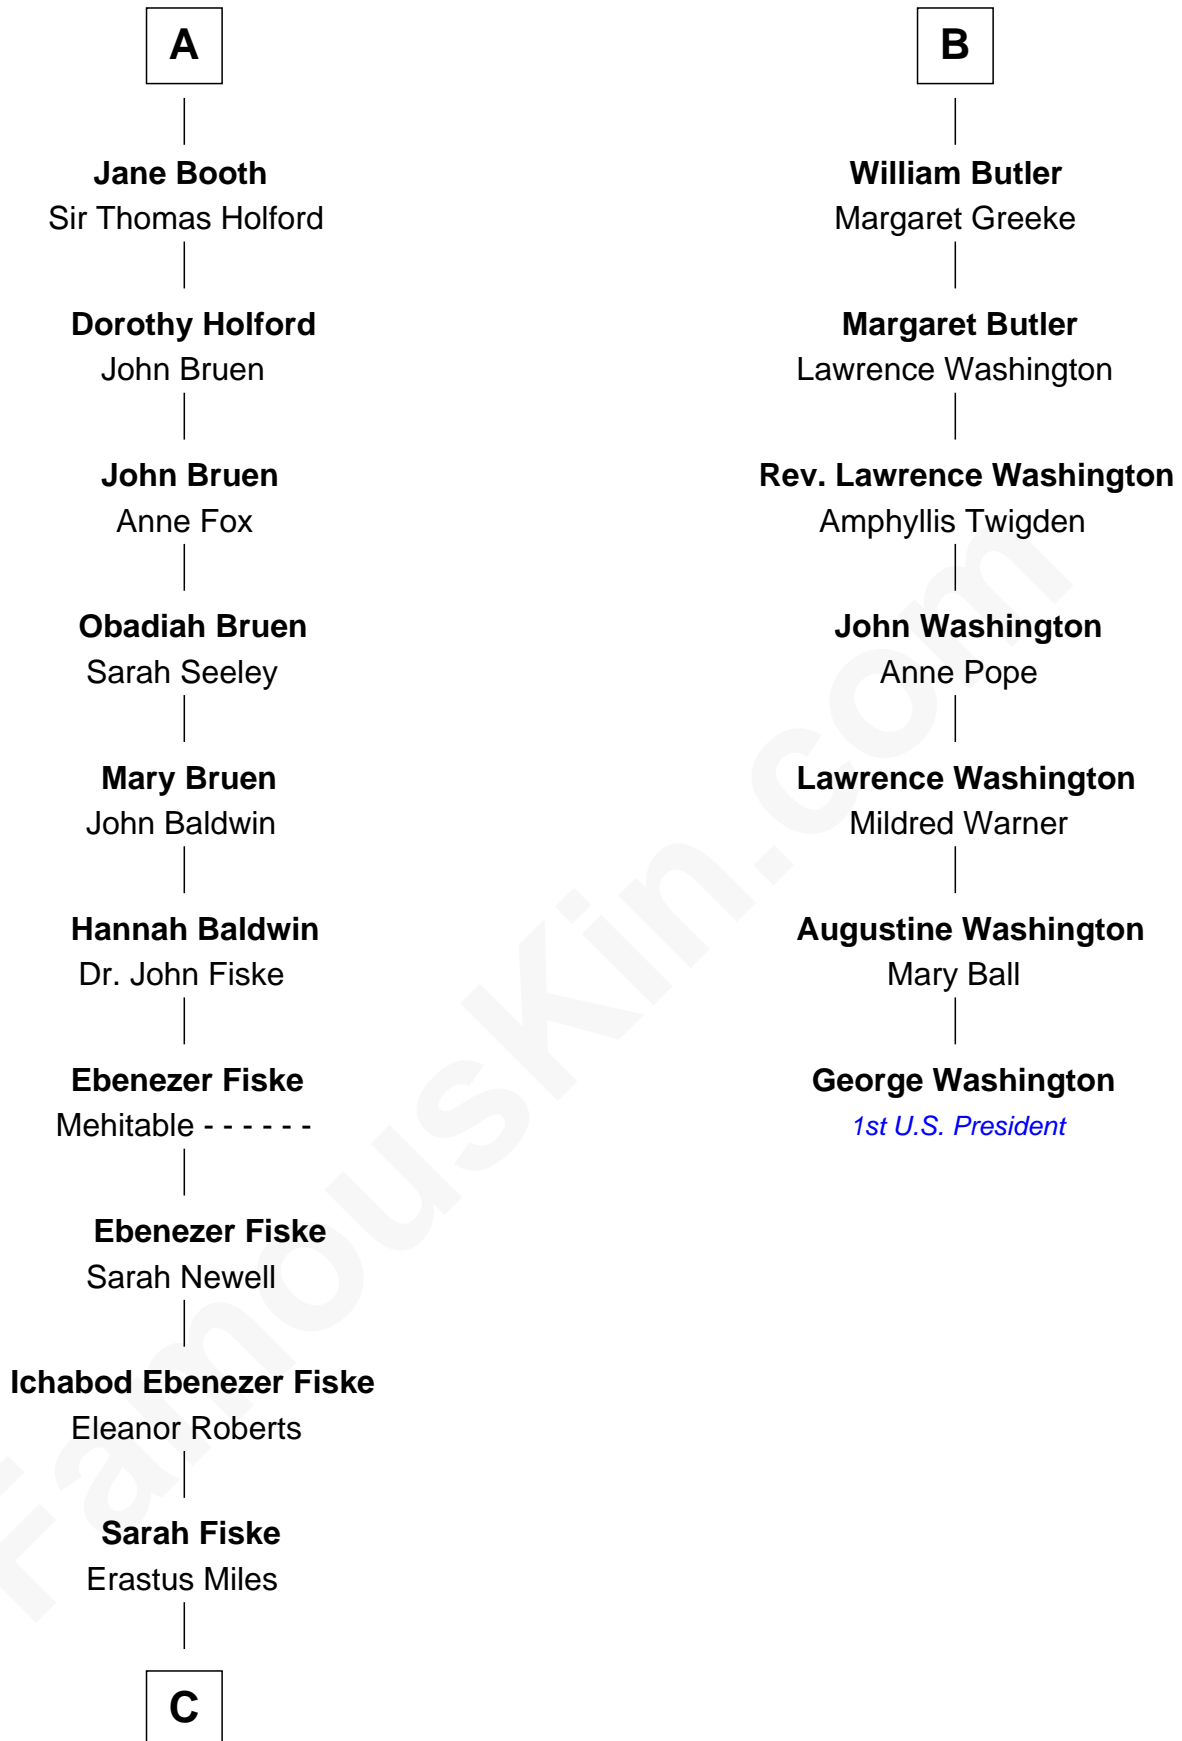 A
Jane Booth
Sir Thomas Holford
Dorothy Holford
John Bruen
John Bruen
Anne Fox
Obadiah Bruen
Sarah Seeley
Mary Bruen
John Baldwin
Hannah Baldwin
Dr. John Fiske
Ebenezer Fiske
Mehitable - - - - - -
Ebenezer Fiske
Sarah Newell
Ichabod Ebenezer Fiske
Eleanor Roberts
Sarah Fiske
Erastus Miles
C
B
William Butler
Margaret Greeke
Margaret Butler
Lawrence Washington
Rev. Lawrence Washington
Amphyllis Twigden
John Washington
Anne Pope
Lawrence Washington
Mildred Warner
Augustine Washington
Mary Ball
George Washington
1st U.S. President
FamousKin.com